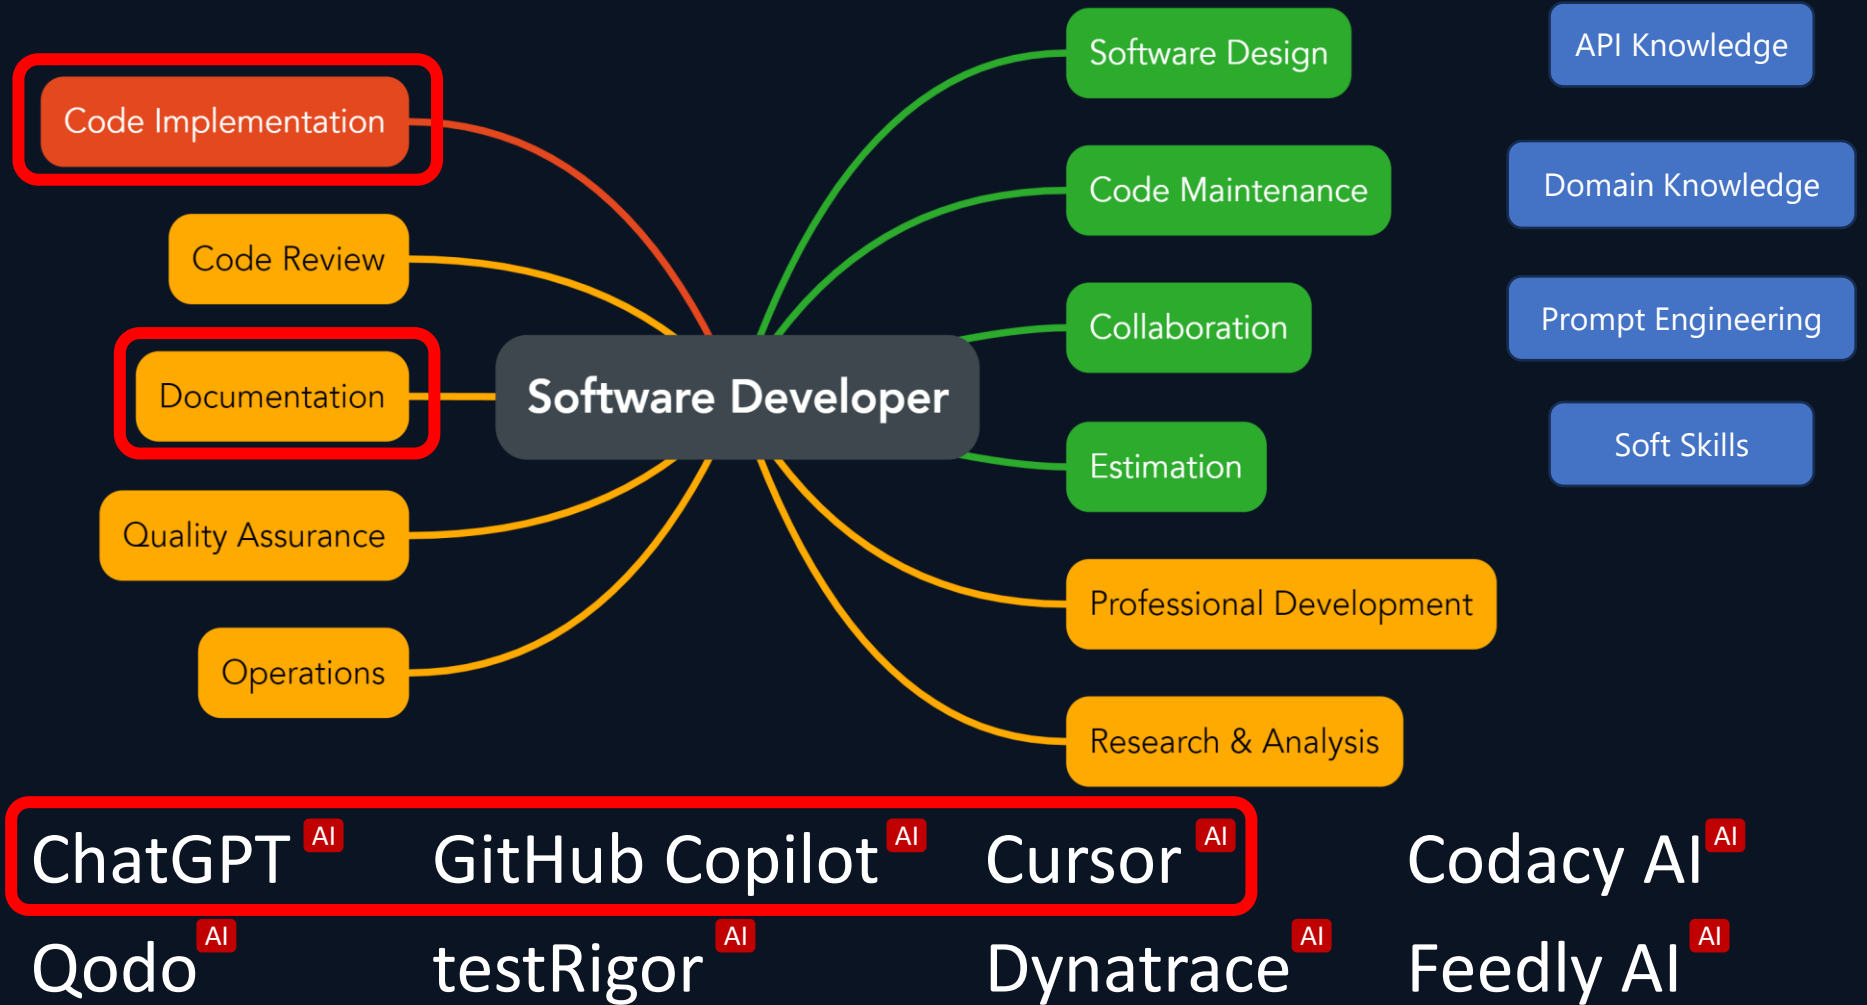 Code Implementation
Code Review
Documentation
Quality Assurance
Operations
Software Developer
Software Design
Code Maintenance
Collaboration
Estimation
Professional Development
Research & Analysis
API Knowledge
Domain Knowledge
Prompt Engineering
Soft Skills
ChatGPT AI
GitHub Copilot AI
Cursor AI
Codacy AI AI
Qodo AI
testRigor AI
Dynatrace AI
Feedly AI AI